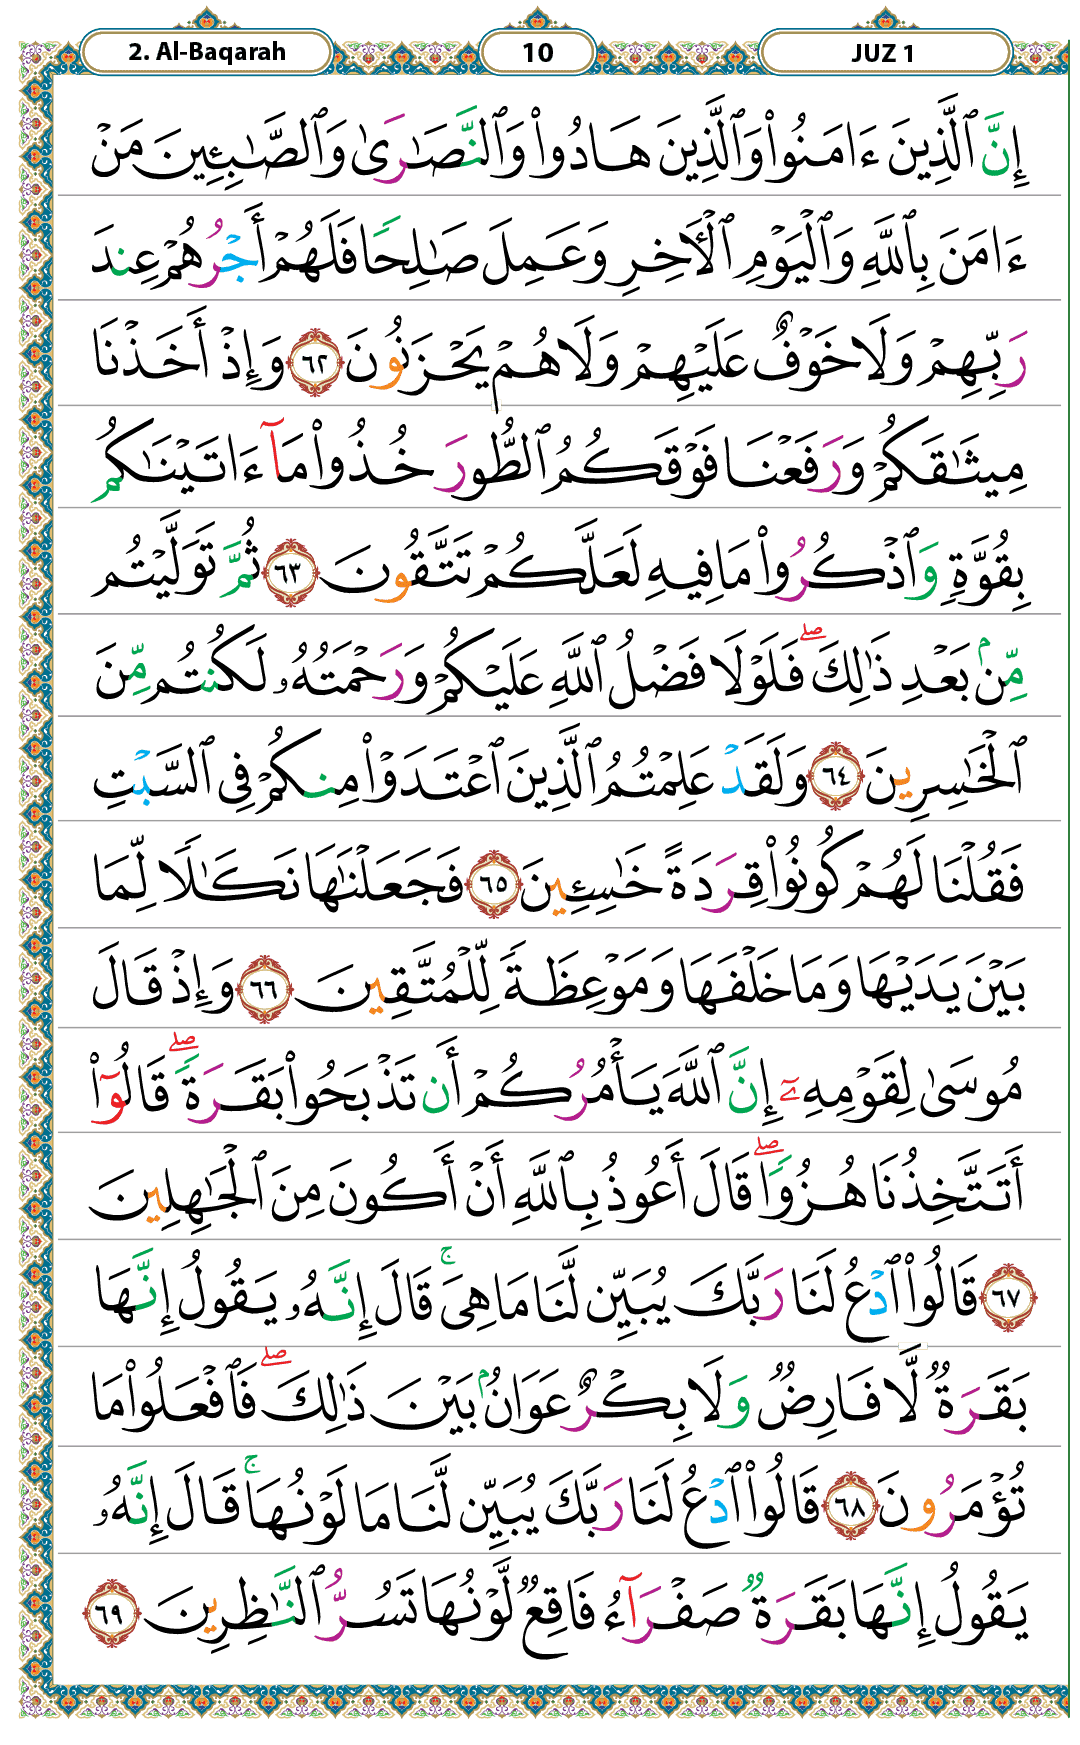 2. Al-Baqarah 10 JUZ 1
إِنَّ ٱلَّذِينَ ءَامَنُوا۟ وَٱلَّذِينَ هَادُوا۟ وَٱلنَّصَـٰرَىٰ وَٱلصَّـٰبِـِٔينَ مَنْ
ءَامَنَ بِٱللَّهِ وَٱلْيَوْمِ ٱلْـَٔاخِرِ وَعَمِلَ صَـٰلِحًا فَلَهُمْ أَجْرُهُمْ عِندَ
رَبِّهِمْ وَلَا خَوْفٌ عَلَيْهِمْ وَلَا هُمْ يَحْزَنُونَ ٦٢ وَإِذْ أَخَذْنَا
مِيثَـٰقَكُمْ وَرَفَعْنَا فَوْقَكُمُ ٱلطُّورَ خُذُوا۟ مَآ ءَاتَيْنَـٰكُم
بِقُوَّةٍ وَٱذْكُرُوا۟ مَا فِيهِ لَعَلَّكُمْ تَتَّقُونَ ٦٣ ثُمَّ تَوَلَّيْتُم
مِّنۢ بَعْدِ ذَٰلِكَ ۖ فَلَوْلَا فَضْلُ ٱللَّهِ عَلَيْكُمْ وَرَحْمَتُهُۥ لَكُنتُم مِّنَ
ٱلْخَـٰسِرِينَ ٦٤ وَلَقَدْ عَلِمْتُمُ ٱلَّذِينَ ٱعْتَدَوْا۟ مِنكُمْ فِى ٱلسَّبْتِ
فَقُلْنَا لَهُمْ كُونُوا۟ قِرَدَةً خَـٰسِـِٔينَ ٦٥ فَجَعَلْنَـٰهَا نَكَـٰلًا لِّمَا
بَيْنَ يَدَيْهَا وَمَا خَلْفَهَا وَمَوْعِظَةً لِّلْمُتَّقِينَ ٦٦ وَإِذْ قَالَ
مُوسَىٰ لِقَوْمِهِۦٓ إِنَّ ٱللَّهَ يَأْمُرُكُمْ أَن تَذْبَحُوا۟ بَقَرَةً ۖ قَالُوٓا۟
أَتَتَّخِذُنَا هُزُوًا ۖ قَالَ أَعُوذُ بِٱللَّهِ أَنْ أَكُونَ مِنَ ٱلْجَـٰهِلِينَ
٦٧ قَالُوا۟ ٱدْعُ لَنَا رَبَّكَ يُبَيِّن لَّنَا مَا هِىَ ۚ قَالَ إِنَّهُۥ يَقُولُ إِنَّهَا
بَقَرَةٌ لَّا فَارِضٌ وَلَا بِكْرٌ عَوَانٌۢ بَيْنَ ذَٰلِكَ ۖ فَٱفْعَلُوا۟ مَا
تُؤْمَرُونَ ٦٨ قَالُوا۟ ٱدْعُ لَنَا رَبَّكَ يُبَيِّن لَّنَا مَا لَوْنُهَا ۚ قَالَ إِنَّهُۥ
يَقُولُ إِنَّهَا بَقَرَةٌ صَفْرَآءُ فَاقِعٌ لَّوْنُهَا تَسُرُّ ٱلنَّـٰظِرِينَ ٦٩